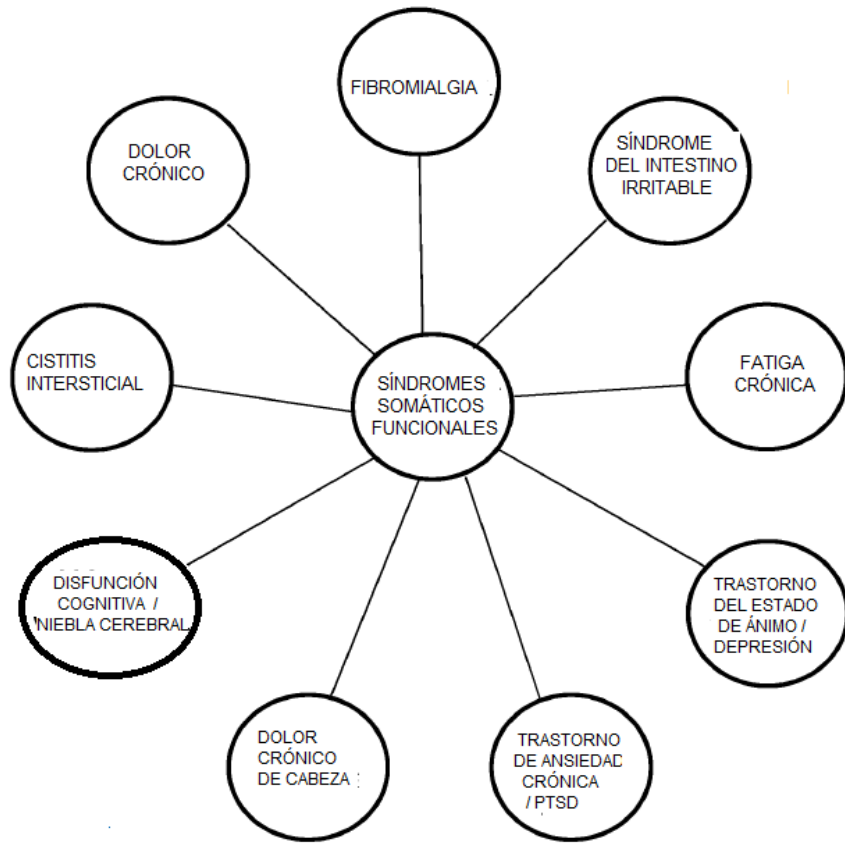 FIBROMIALGIA
DOLOR
CRÓNICO
SÍNDROME
DEL INTESTINO
IRRITABLE
CISTITIS
INTERSTICIAL
SÍNDROMES
SOMÁTICOS
FUNCIONALES
FATIGA
CRÓNICA
DISFUNCIÓN
COGNITIVA /
NIEBLA CEREBRAL
TRASTORNO
DEL ESTADO
DE ÁNIMO /
DEPRESIÓN
DOLOR
CRÓNICO
DE CABEZA
TRASTORNO
DE ANSIEDAD
CRÓNICA
/ PTSD